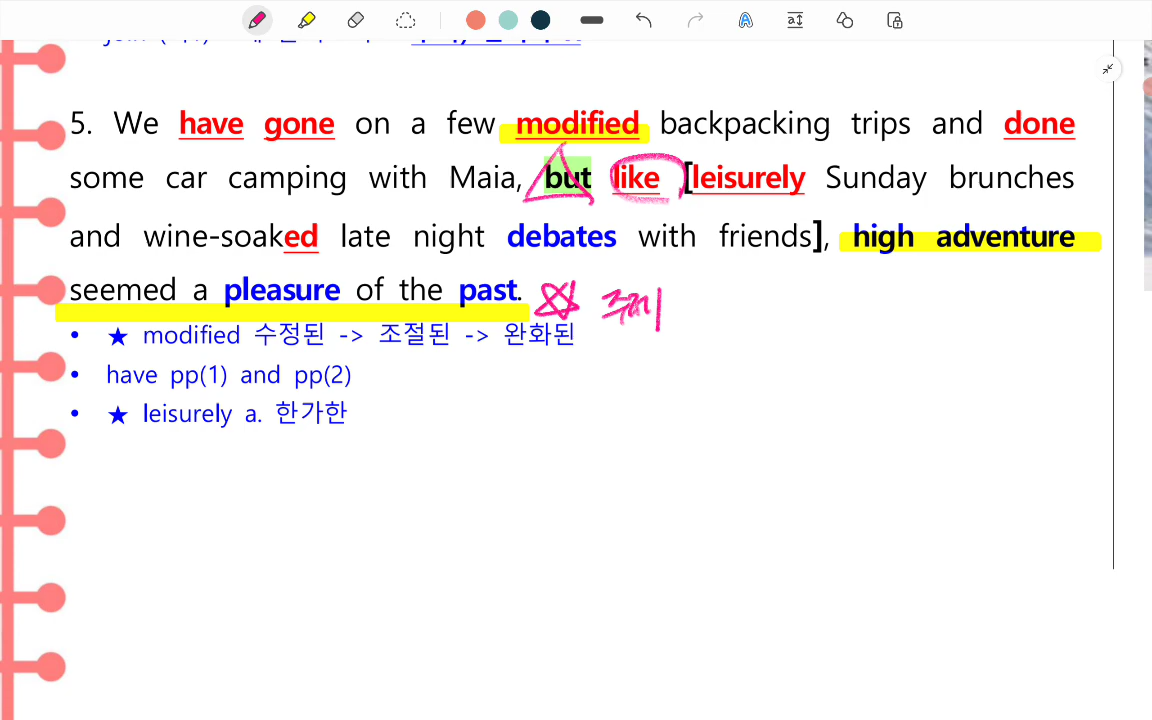 5. We have gone on a few modified backpacking trips and done
some car camping with Maia, but like [leisurely Sunday brunches
and wine-soaked late night debates with friends], high adventure
seemed a pleasure of the past. ☆ 주제
• ★ modified 수정된 -> 조절된 -> 완화된
• have pp(1) and pp(2)
• ★ leisurely a. 한가한